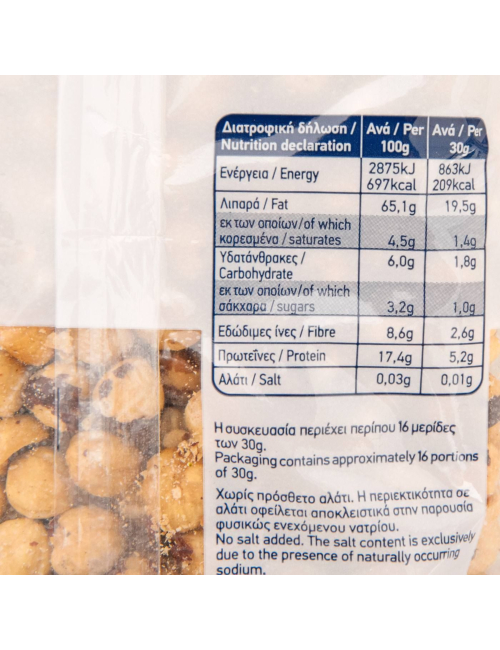 Διατροφική δήλωση / Ανά / Per Ανά / Per
Nutrition declaration 100g 30g
Ενέργεια / Energy 2875kJ 863kJ
697kcal 209kcal
Λιπαρά / Fat 65,1g 19,5g
εκ των οποίων/of which
κορεσμένα / saturates 4,5g 1,4g
Υδατάνθρακες / 6,0g 1,8g
Carbohydrate
εκ των οποίων/of which
σάκχαρα / sugars 3,2g 1,0g
Εδώδιμες ίνες / Fibre 8,6g 2,6g
Πρωτεΐνες / Protein 17,4g 5,2g
Αλάτι / Salt 0,03g 0,01g
Η συσκευασία περιέχει περίπου 16 μερίδες
των 30g.
Packaging contains approximately 16 portions
of 30g.
Χωρίς πρόσθετο αλάτι. Η περιεκτικότητα σε
αλάτι οφείλεται αποκλειστικά στην παρουσία
φυσικώς ενεχόμενου νατρίου.
No salt added. The salt content is exclusively
due to the presence of naturally occurring
sodium.